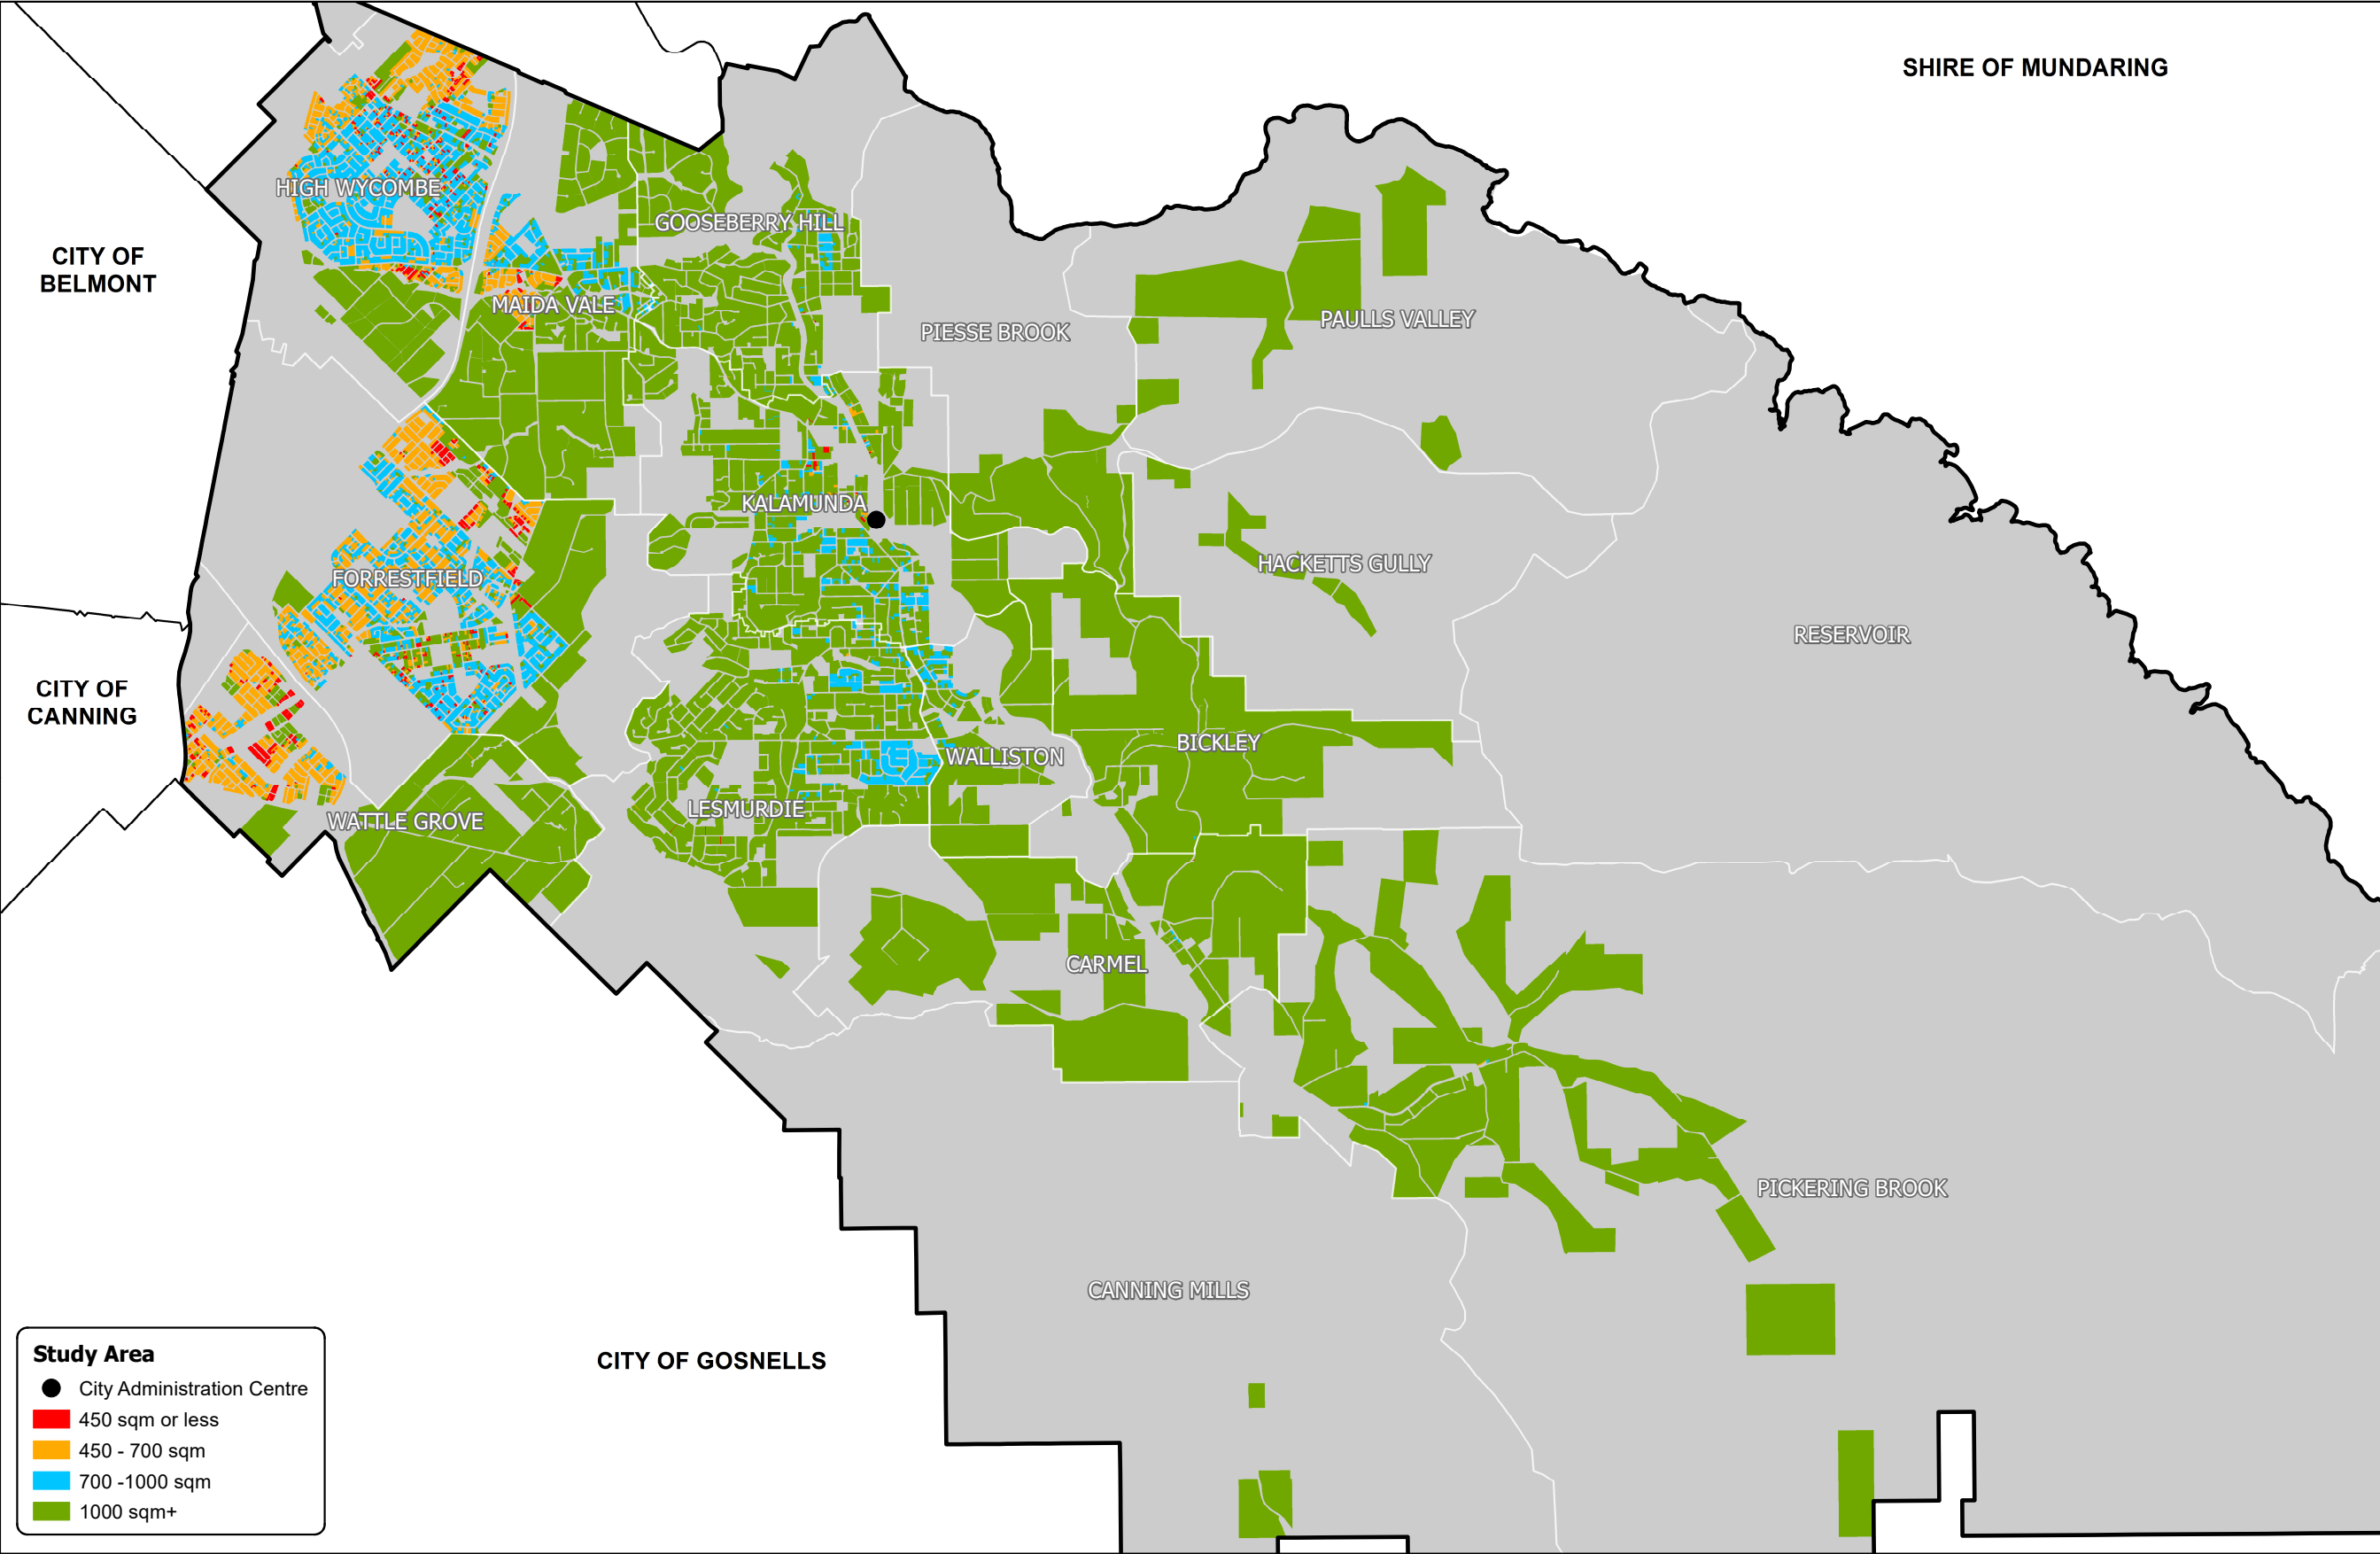 SHIRE OF MUNDARING
HIGH WYCOMBE
GOOSEBERRY HILL
CITY OF
BELMONT
MAIDA VALE
PIESSE BROOK
PAULLS VALLEY
KALAMUNDA
HACKETTS GULLY
FORRESTFIELD
RESERVOIR
CITY OF
CANNING
BICKLEY
WALLISTON
LESMURDIE
WATTLE GROVE
CARMEL
PICKERING BROOK
CANNING MILLS
CITY OF GOSNELLS
Study Area
City Administration Centre
450 sqm or less
450 - 700 sqm
700 -1000 sqm
1000 sqm+